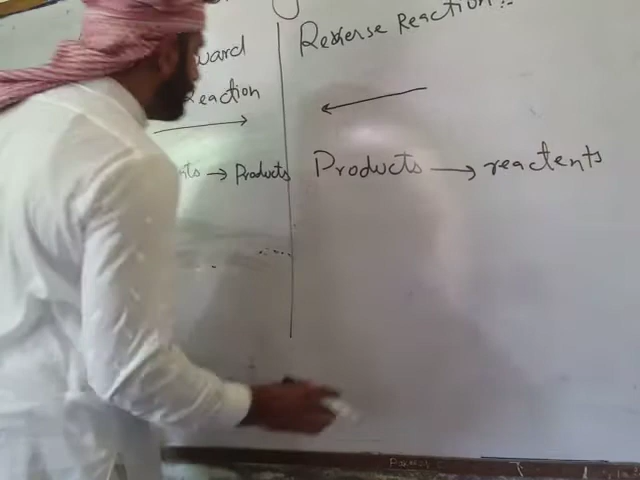 ward
Reaction
→
→ Products
Reverse Reaction:-
←
Products → reactents